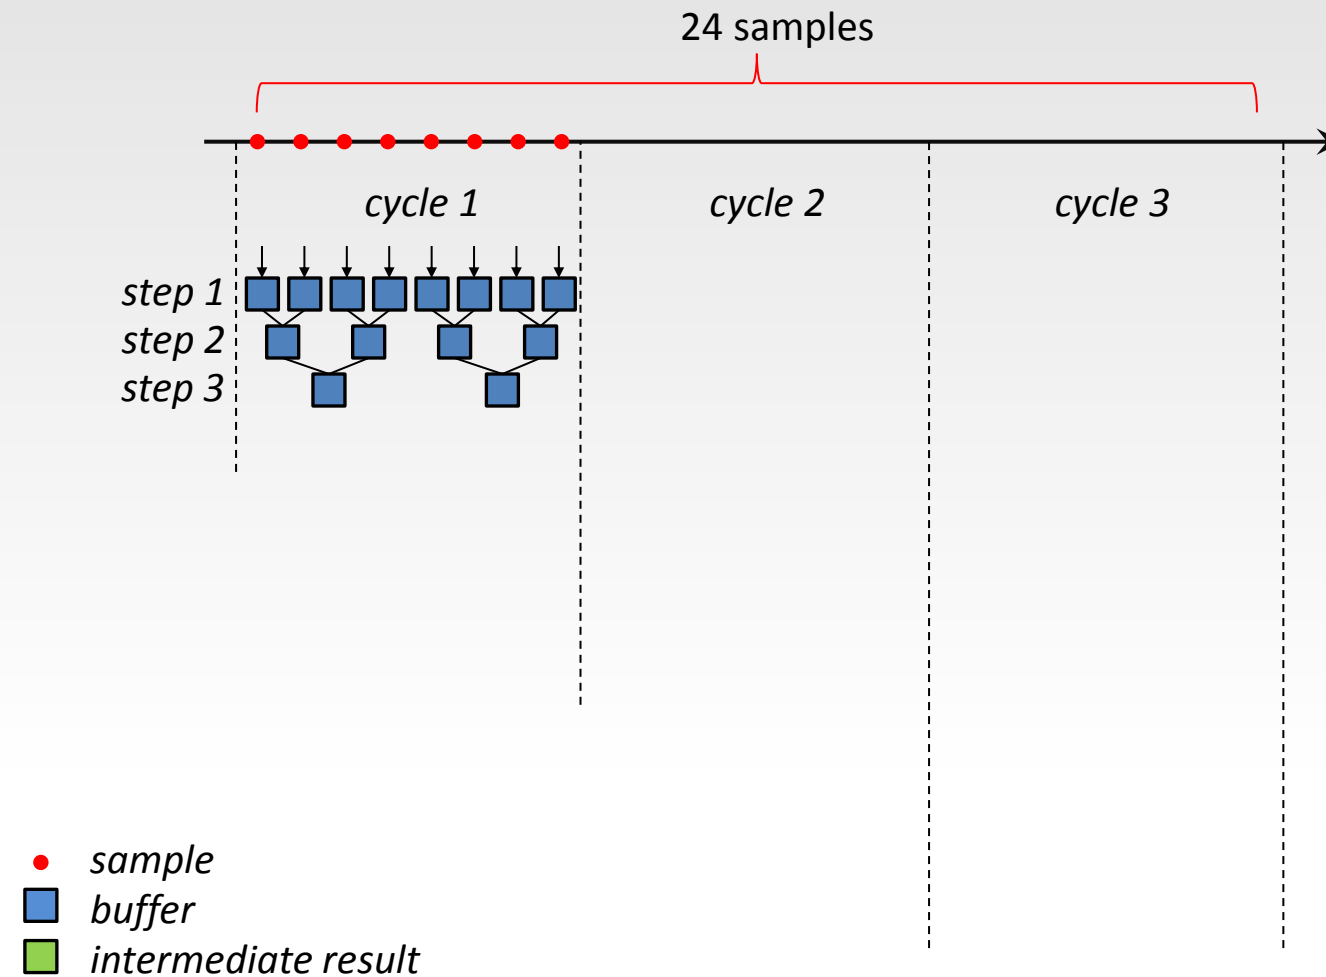 24 samples
cycle 1
cycle 2
cycle 3
step 1
step 2
step 3
sample
buffer
intermediate result